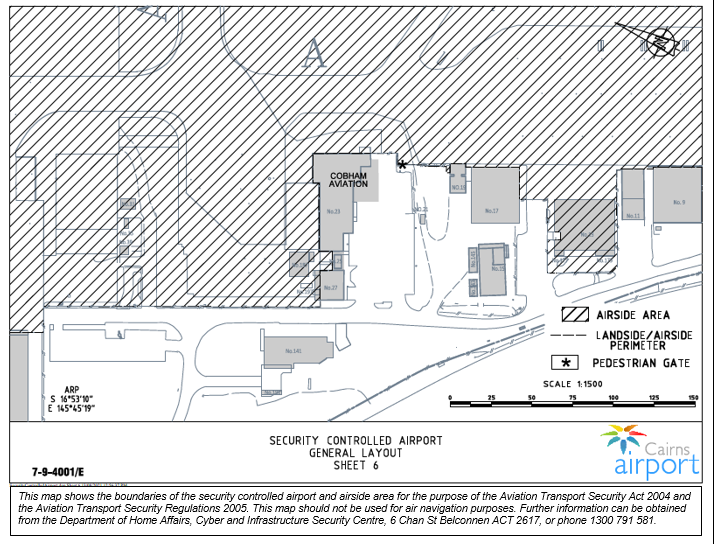 A
COBHAM
AVIATION
No.23
No.21
NO.19
No.17
No.11
No. 9
No.27
No.141
AIRSIDE AREA
LANDSIDE/AIRSIDE
PERIMETER
* PEDESTRIAN GATE
SCALE 1:1500
0 25 50 75 100 125 150
ARP
S 16°53'10"
E 145°45'19"
SECURITY CONTROLLED AIRPORT
GENERAL LAYOUT
SHEET 6
7-9-4001/E
Cairns
airport
This map shows the boundaries of the security controlled airport and airside area for the purpose of the Aviation Transport Security Act 2004 and
the Aviation Transport Security Regulations 2005. This map should not be used for air navigation purposes. Further information can be obtained
from the Department of Home Affairs, Cyber and Infrastructure Security Centre, 6 Chan St Belconnen ACT 2617, or phone 1300 791 581.